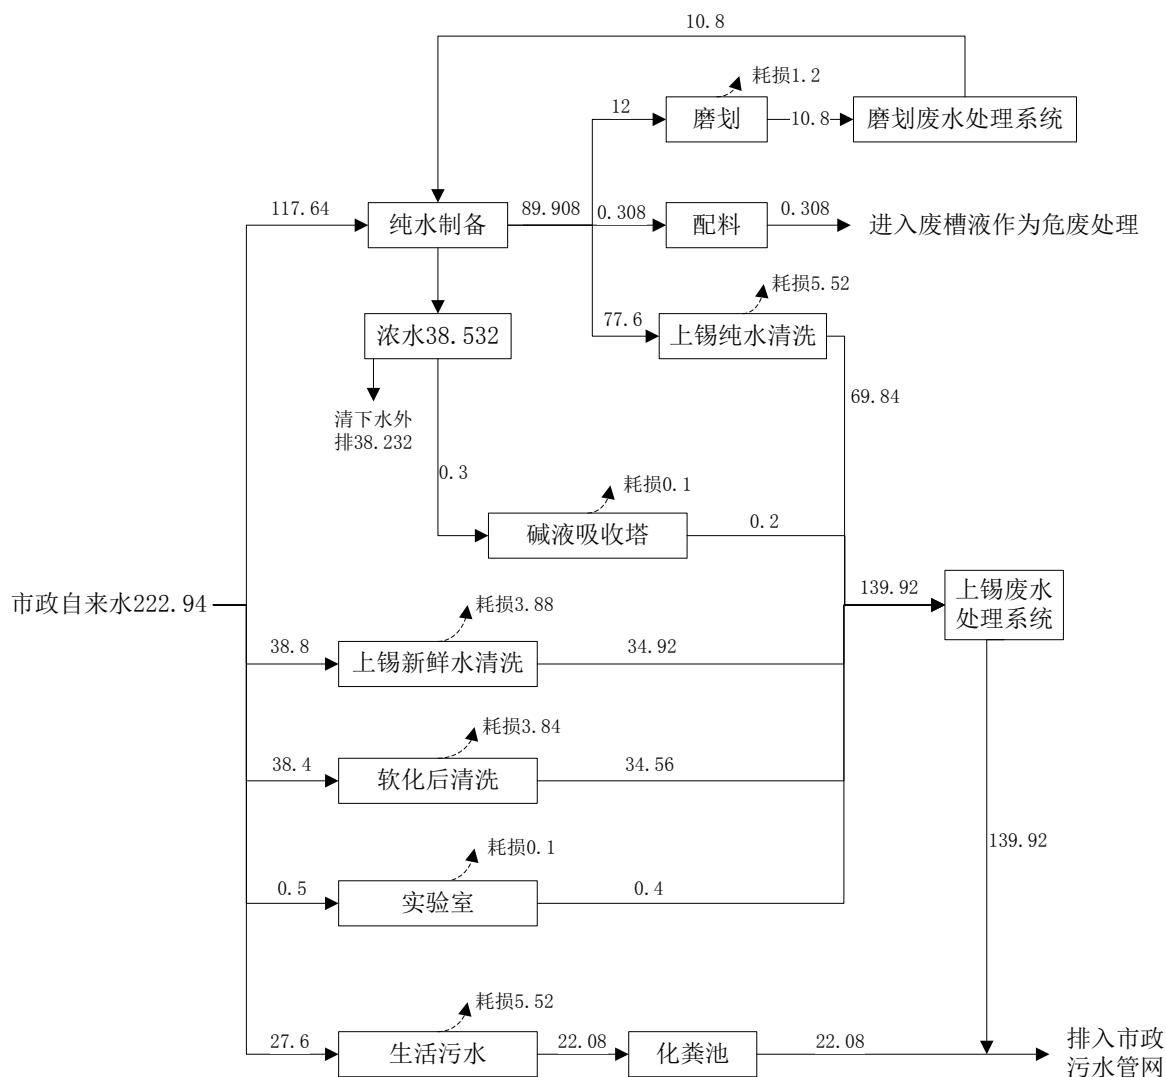 10.8
耗损1.2
12
磨划
10.8
磨划废水处理系统
117.64
纯水制备
89.908
0.308
配料
0.308
进入废槽液作为危废处理
耗损5.52
浓水38.532
77.6
上锡纯水清洗
69.84
清下水外
排38.232
0.3
耗损0.1
碱液吸收塔
0.2
市政自来水222.94
139.92
上锡废水
处理系统
耗损3.88
38.8
上锡新鲜水清洗
34.92
耗损3.84
38.4
软化后清洗
34.56
139.92
耗损0.1
0.5
实验室
0.4
耗损5.52
27.6
生活污水
22.08
化粪池
22.08
排入市政
污水管网